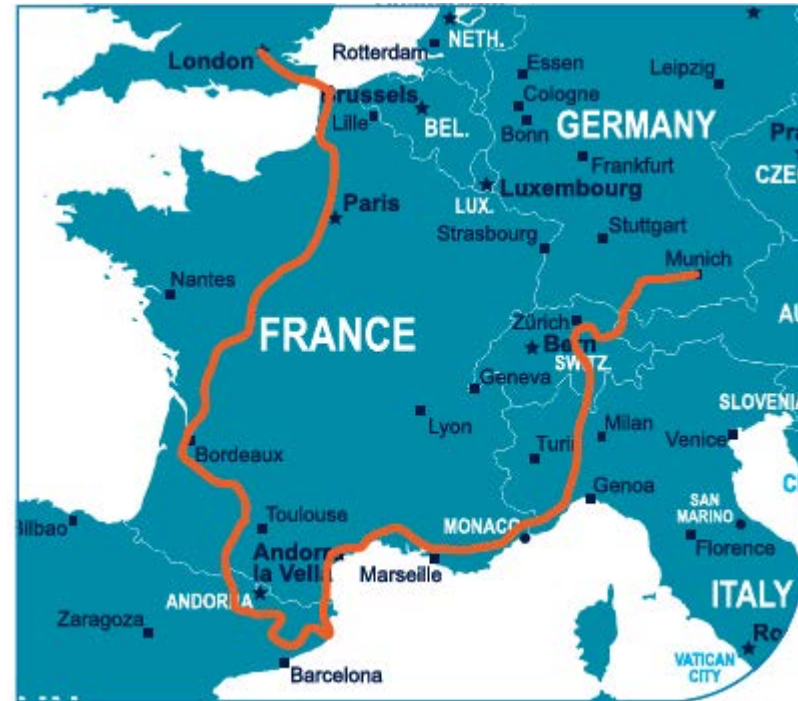 London
Rotterdam
NETH.
Essen
Leipzig
Cologne
Brussels
Lille
BEL.
Bonn
GERMANY
Frankfurt
Luxembourg
LUX.
Paris
Strasbourg
Stuttgart
Munich
Nantes
Zürich
FRANCE
Bern
SWITZ.
Geneva
Lyon
Milan
SLOVENIA
Venice
Turin
Bordeaux
Genoa
SAN
MARINO
Toulouse
MONACO
Bilbao
Florence
Andorra
la Vella
Marseille
ANDORRA
ITALY
Zaragoza
Barcelona
VATICAN
CITY